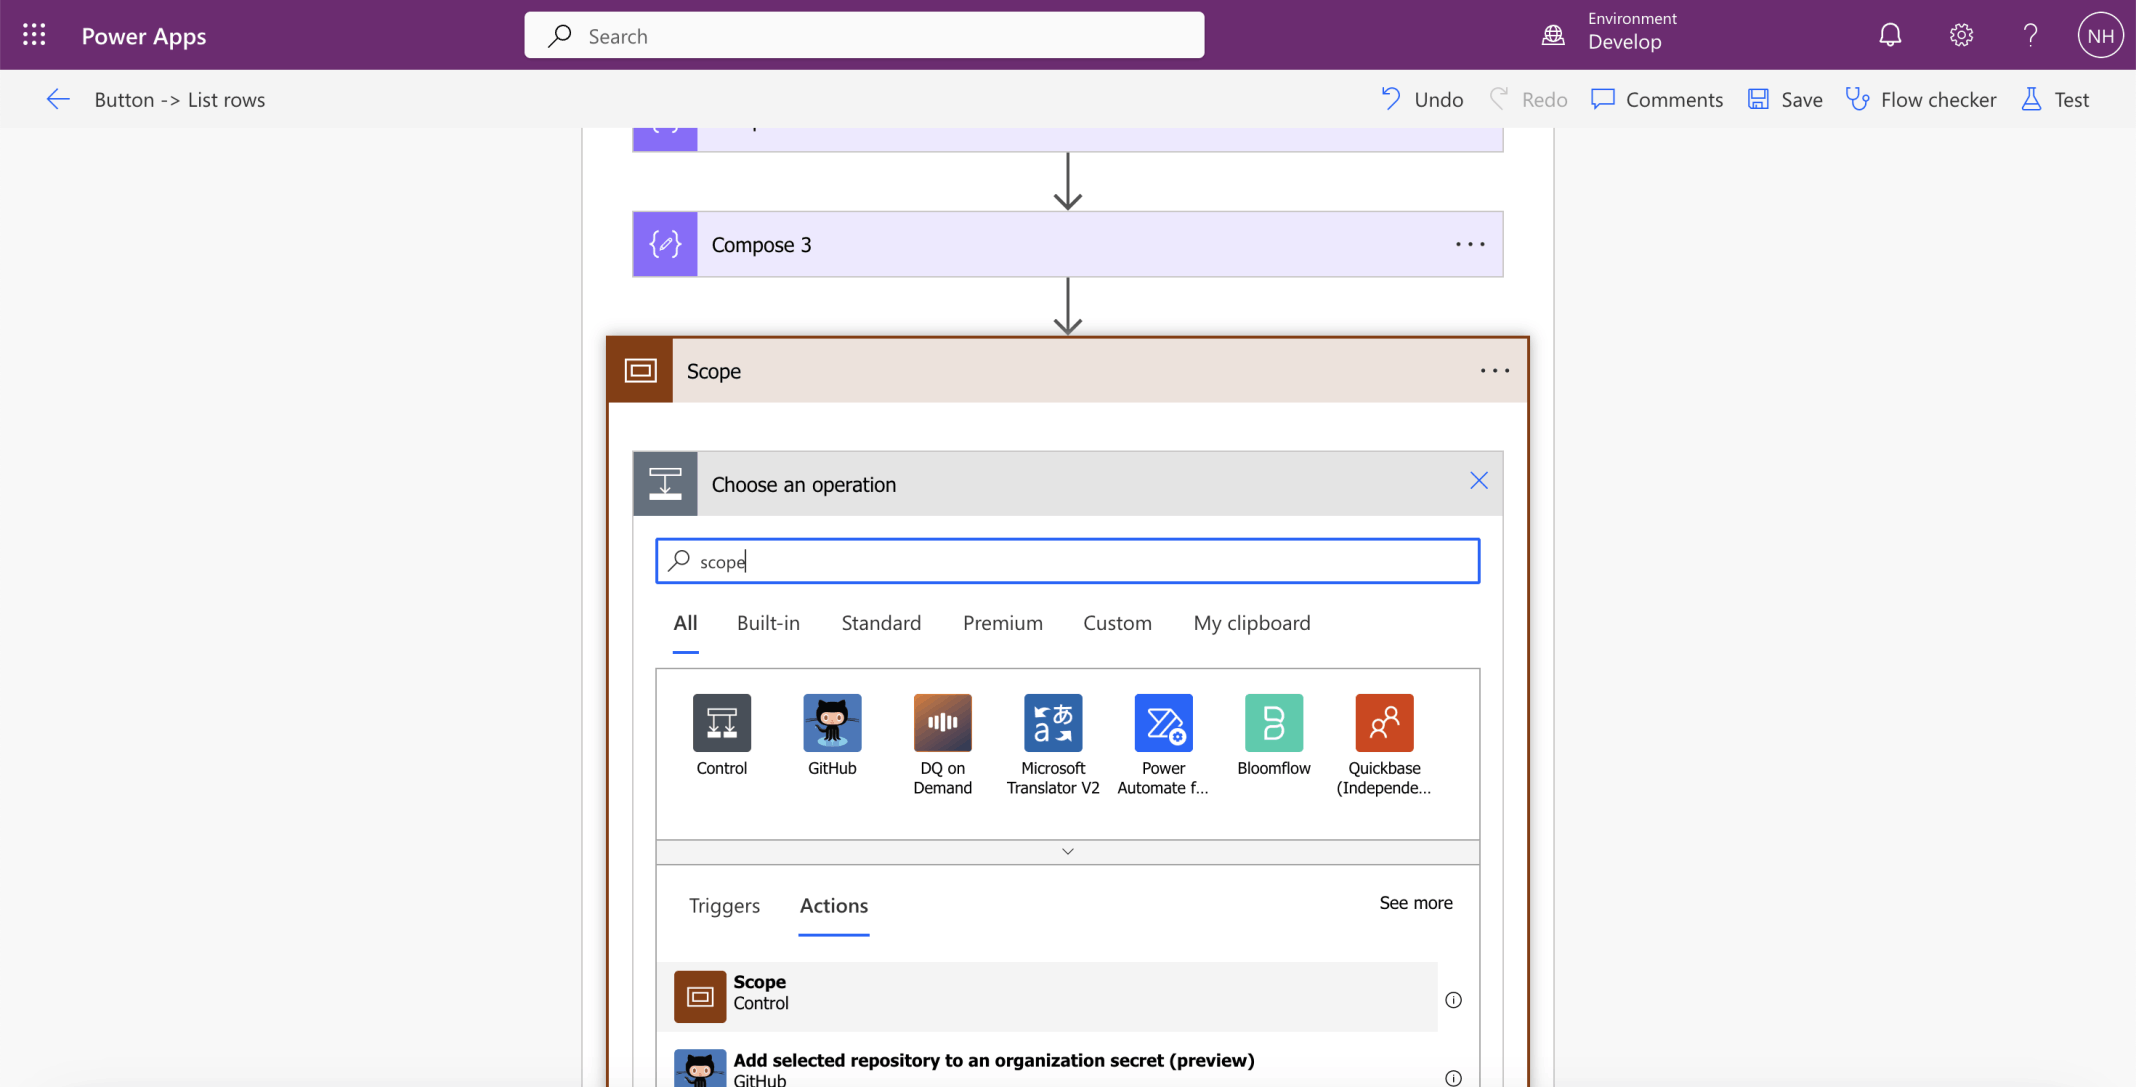 Power Apps
Search
Environment
Develop
NH
Button -> List rows
Undo
Redo
Comments
Save
Flow checker
Test
Compose 3
Scope
Choose an operation
scope
All
Built-in
Standard
Premium
Custom
My clipboard
Control
GitHub
DQ on
Demand
Microsoft
Translator V2
Power
Automate f...
Bloomflow
Quickbase
(Independe...
Triggers
Actions
See more
Scope
Control
Add selected repository to an organization secret (preview)
GitHub